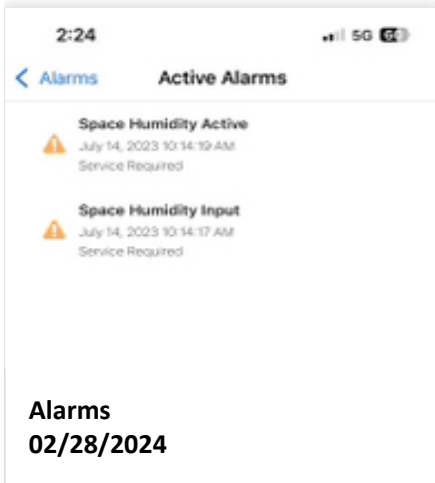 2:24
5G
Alarms
Active Alarms
Space Humidity Active
July 14, 2023 10:14:19 AM
Service Required
Space Humidity Input
July 14, 2023 10:14:17 AM
Service Required
Alarms
02/28/2024